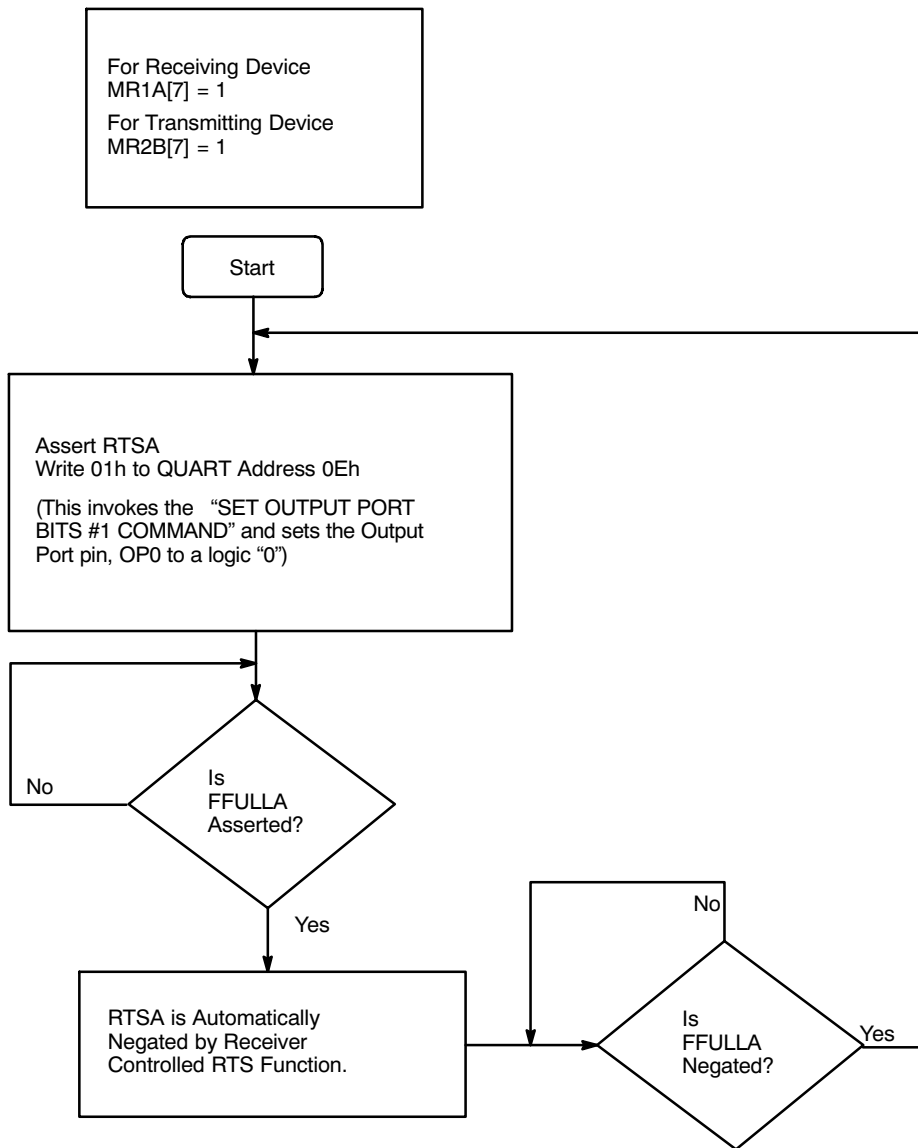 For Receiving Device
MR1A[7] = 1
For Transmitting Device
MR2B[7] = 1
Start
Assert RTSA
Write 01h to QUART Address 0Eh
(This invokes the “SET OUTPUT PORT
BITS #1 COMMAND” and sets the Output
Port pin, OP0 to a logic “0”)
No
Is
FFULLA
Asserted?
Yes
RTSA is Automatically
Negated by Receiver
Controlled RTS Function.
No
Is
FFULLA
Negated?
Yes